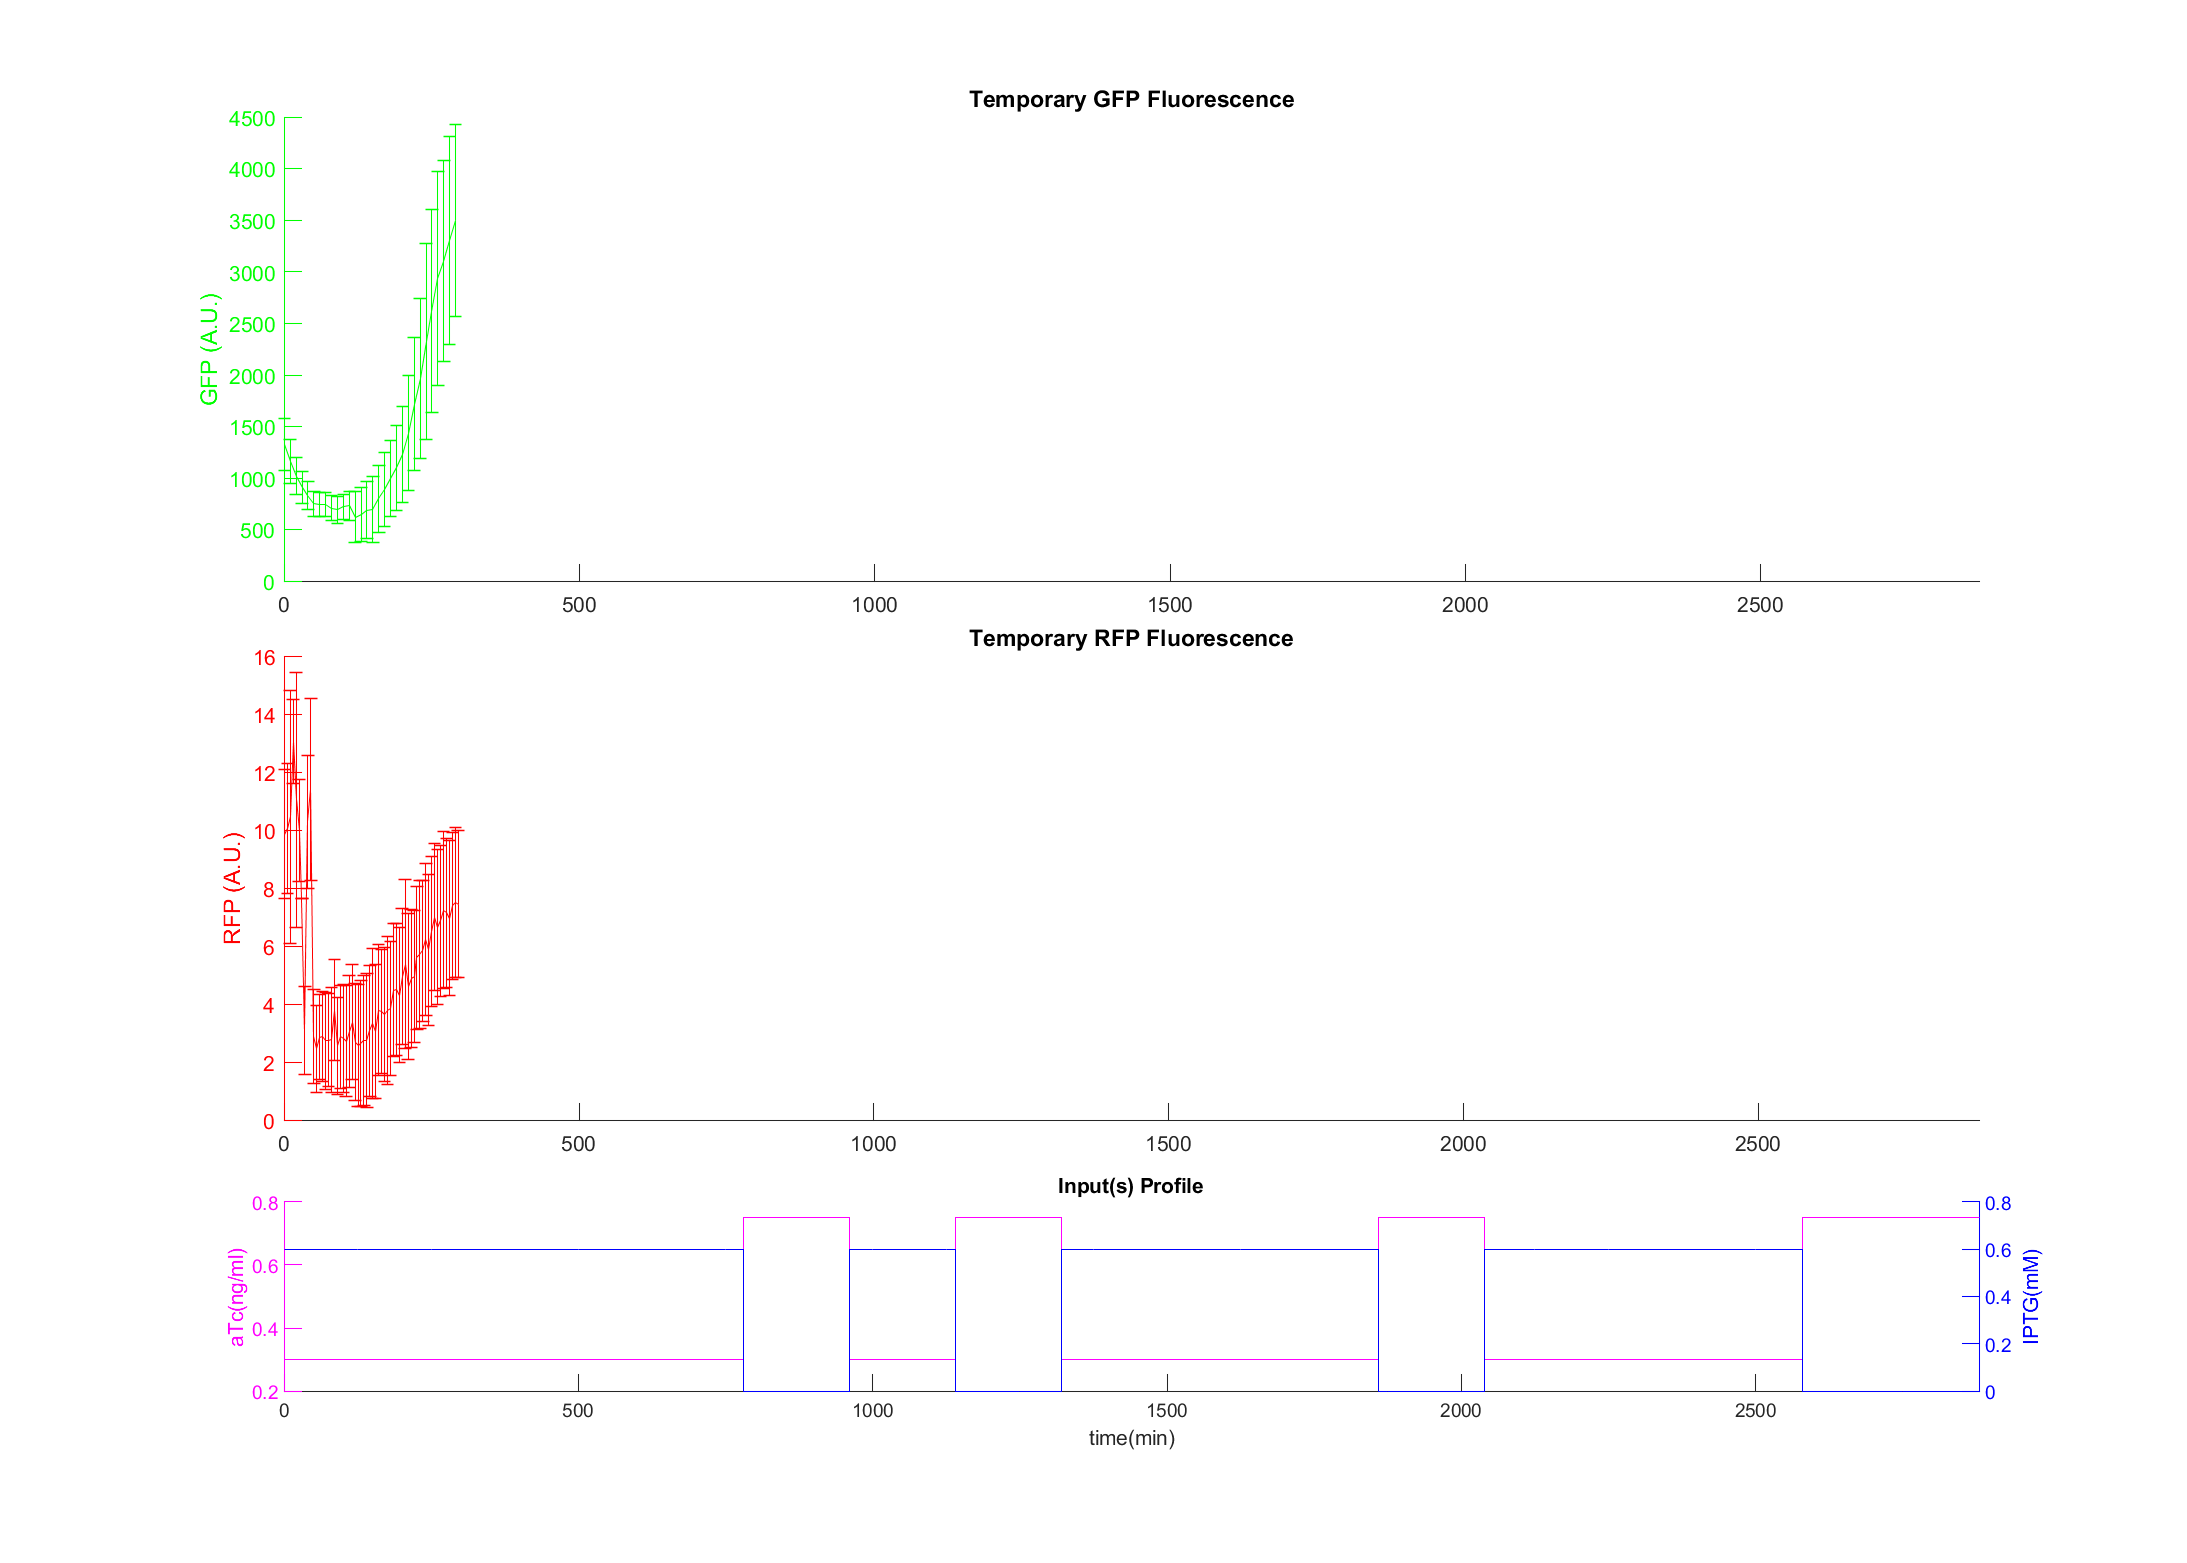 Temporary GFP Fluorescence
4500
4000
3500
3000
2500
2000
1500
1000
500
0
GFP (A.U.)
0 500 1000 1500 2000 2500
Temporary RFP Fluorescence
16
14
12
10
8
6
4
2
0
RFP (A.U.)
0 500 1000 1500 2000 2500
Input(s) Profile
0.8
0.6
0.4
0.2
aTc(ng/ml)
0.8
0.6
0.4
0.2
0
IPTG(mM)
0 500 1000 1500 2000 2500
time(min)